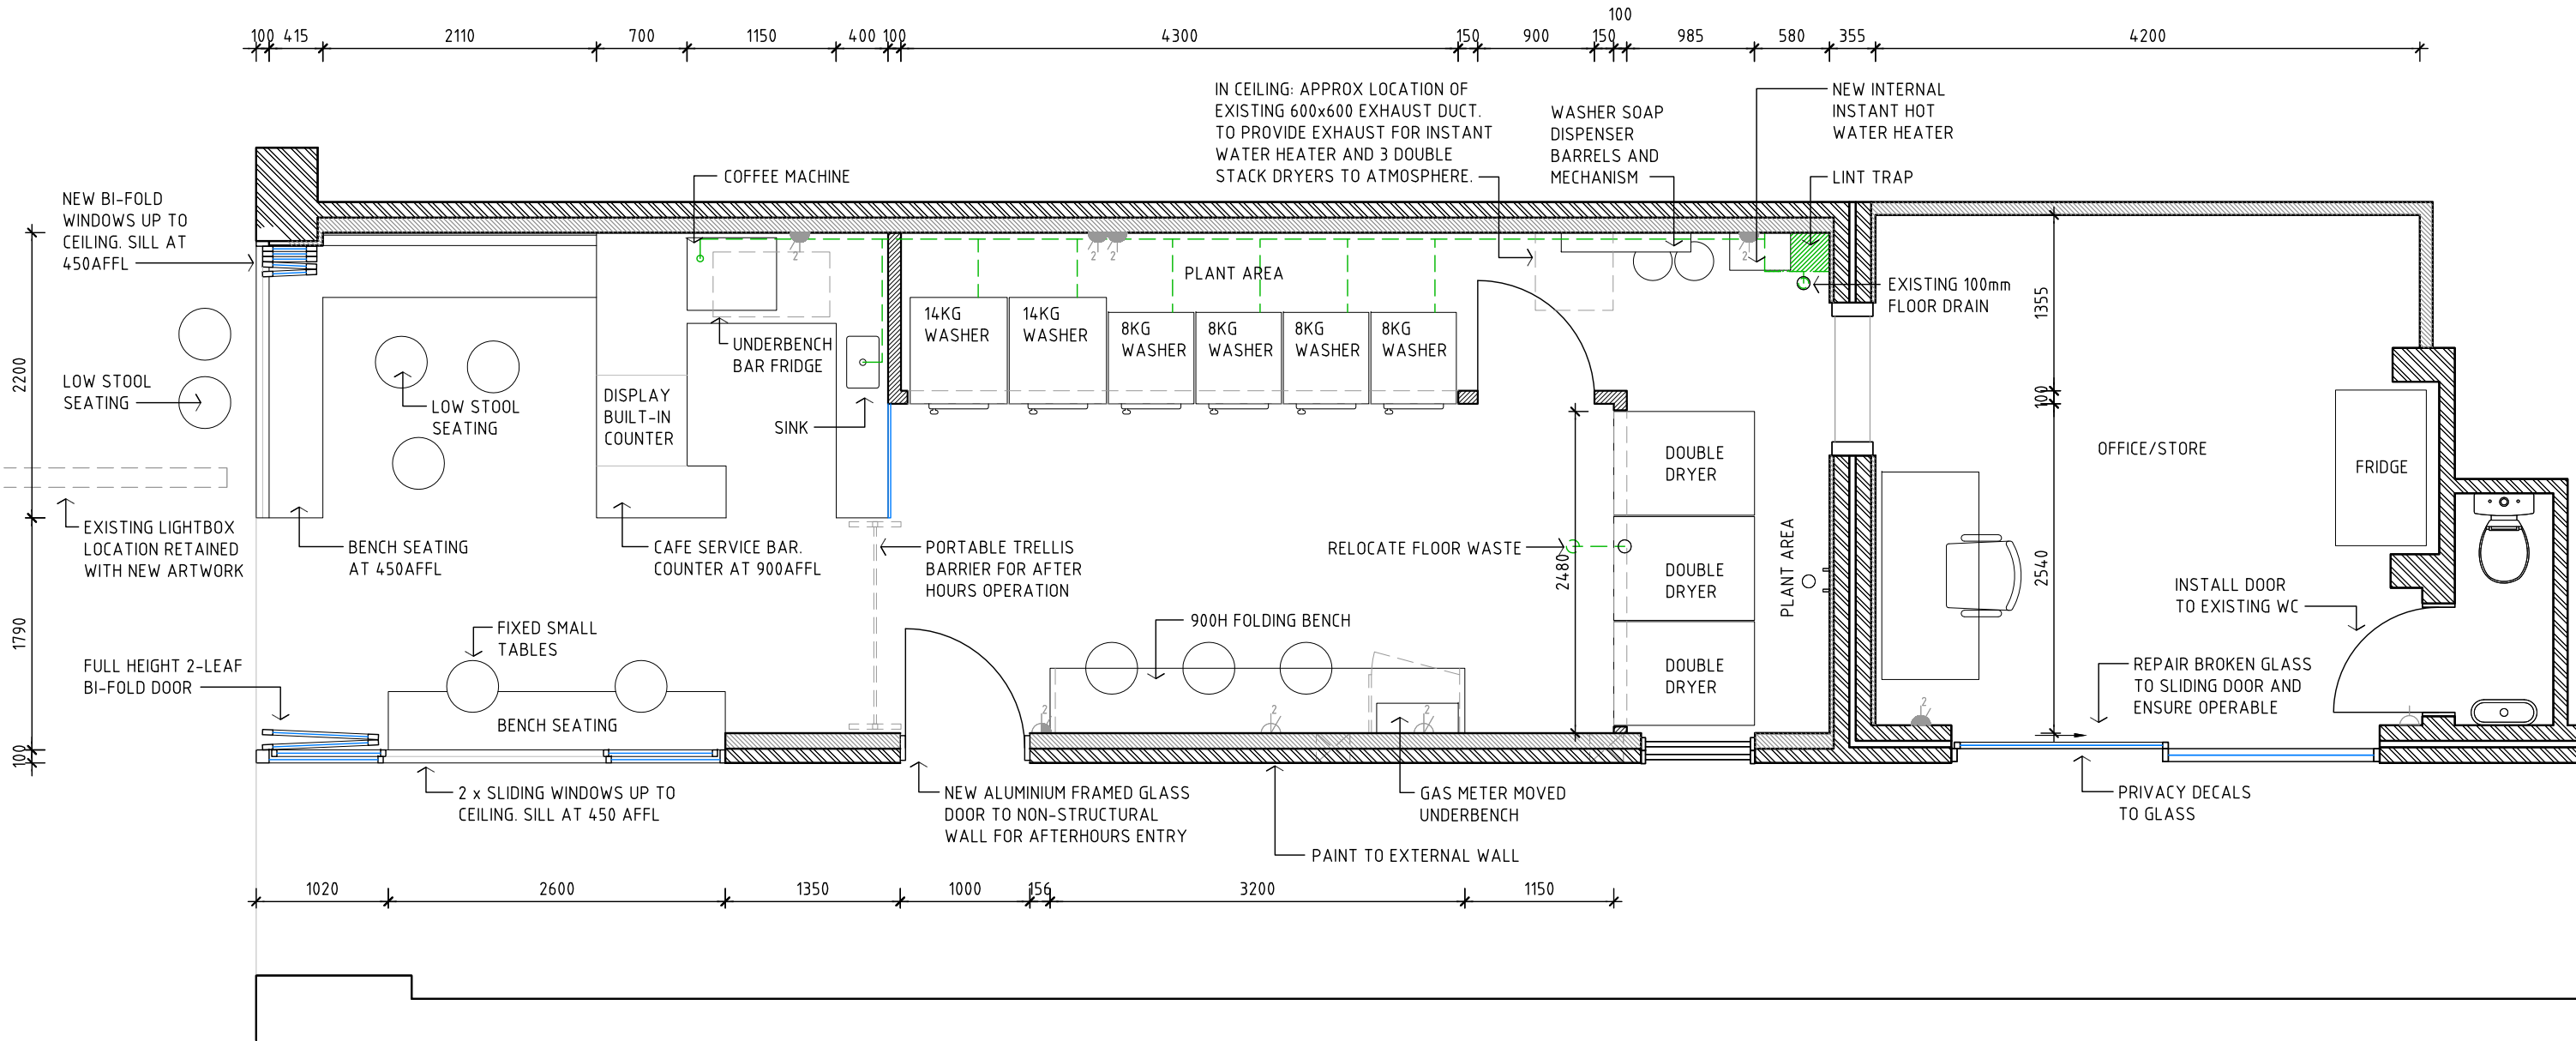 100
100 415 2110 700 1150 400 100 4300 150 900 150 985 580 355 4200
IN CEILING: APPROX LOCATION OF
EXISTING 600x600 EXHAUST DUCT.
TO PROVIDE EXHAUST FOR INSTANT
WATER HEATER AND 3 DOUBLE
STACK DRYERS TO ATMOSPHERE.
WASHER SOAP
DISPENSER
BARRELS AND
MECHANISM
NEW INTERNAL
INSTANT HOT
WATER HEATER
LINT TRAP
COFFEE MACHINE
NEW BI-FOLD
WINDOWS UP TO
CEILING. SILL AT
450AFFL
2
2 2
2
PLANT AREA
EXISTING 100mm
FLOOR DRAIN
14KG
WASHER
14KG
WASHER
8KG
WASHER
8KG
WASHER
8KG
WASHER
8KG
WASHER
UNDERBENCH
BAR FRIDGE
1355
2200
LOW STOOL
SEATING
LOW STOOL
SEATING
DISPLAY
BUILT-IN
COUNTER
SINK
100
DOUBLE
DRYER
OFFICE/STORE
FRIDGE
EXISTING LIGHTBOX
LOCATION RETAINED
WITH NEW ARTWORK
BENCH SEATING
AT 450AFFL
CAFE SERVICE BAR.
COUNTER AT 900AFFL
PORTABLE TRELLIS
BARRIER FOR AFTER
HOURS OPERATION
RELOCATE FLOOR WASTE
2480
DOUBLE
DRYER
PLANT AREA
2540
INSTALL DOOR
TO EXISTING WC
1790
FIXED SMALL
TABLES
900H FOLDING BENCH
FULL HEIGHT 2-LEAF
BI-FOLD DOOR
DOUBLE
DRYER
REPAIR BROKEN GLASS
TO SLIDING DOOR AND
ENSURE OPERABLE
BENCH SEATING
2
2
2
2
100
2 x SLIDING WINDOWS UP TO
CEILING. SILL AT 450 AFFL
NEW ALUMINIUM FRAMED GLASS
DOOR TO NON-STRUCTURAL
WALL FOR AFTERHOURS ENTRY
GAS METER MOVED
UNDERBENCH
PRIVACY DECALS
TO GLASS
PAINT TO EXTERNAL WALL
1020 2600 1350 1000 156 3200 1150